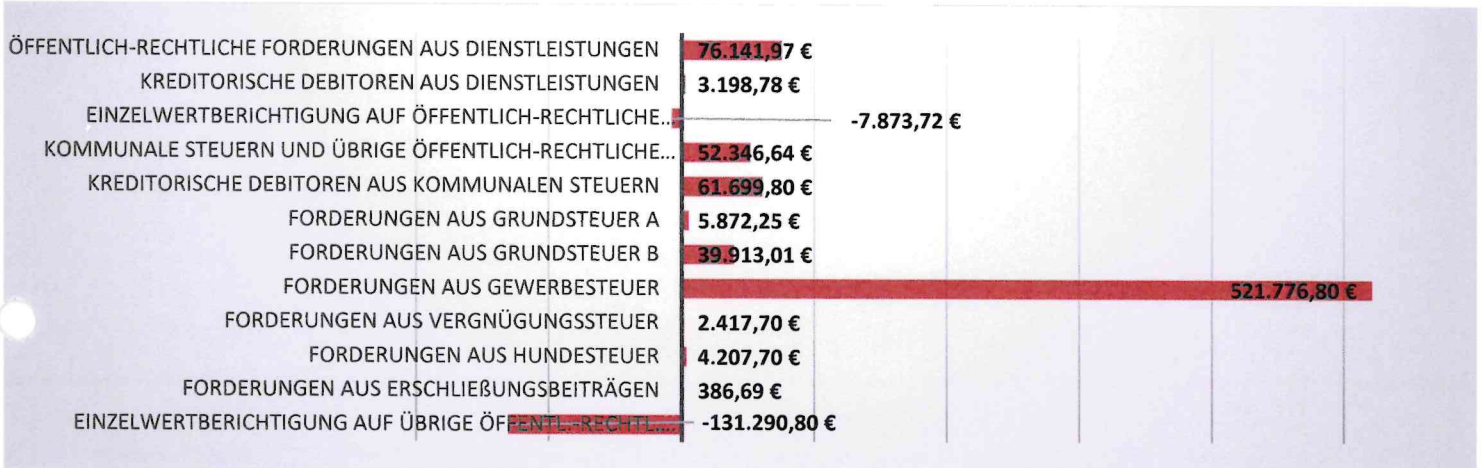 ÖFFENTLICH-RECHTLICHE FORDERUNGEN AUS DIENSTLEISTUNGEN 76.141,97 €
KREDITORISCHE DEBITOREN AUS DIENSTLEISTUNGEN 3.198,78 €
EINZELWERTBERICHTIGUNG AUF ÖFFENTLICH-RECHTLICHE... -7.873,72 €
KOMMUNALE STEUERN UND ÜBRIGE ÖFFENTLICH-RECHTLICHE... 52.346,64 €
KREDITORISCHE DEBITOREN AUS KOMMUNALEN STEUERN 61.699,80 €
FORDERUNGEN AUS GRUNDSTEUER A 5.872,25 €
FORDERUNGEN AUS GRUNDSTEUER B 39.913,01 €
FORDERUNGEN AUS GEWERBESTEUER 521.776,80 €
FORDERUNGEN AUS VERGNÜGUNGSSTEUER 2.417,70 €
FORDERUNGEN AUS HUNDESTEUER 4.207,70 €
FORDERUNGEN AUS ERSCHLIEßUNGSBEITRÄGEN 386,69 €
EINZELWERTBERICHTIGUNG AUF ÜBRIGE ÖFFENTL.-RECHTL.... -131.290,80 €